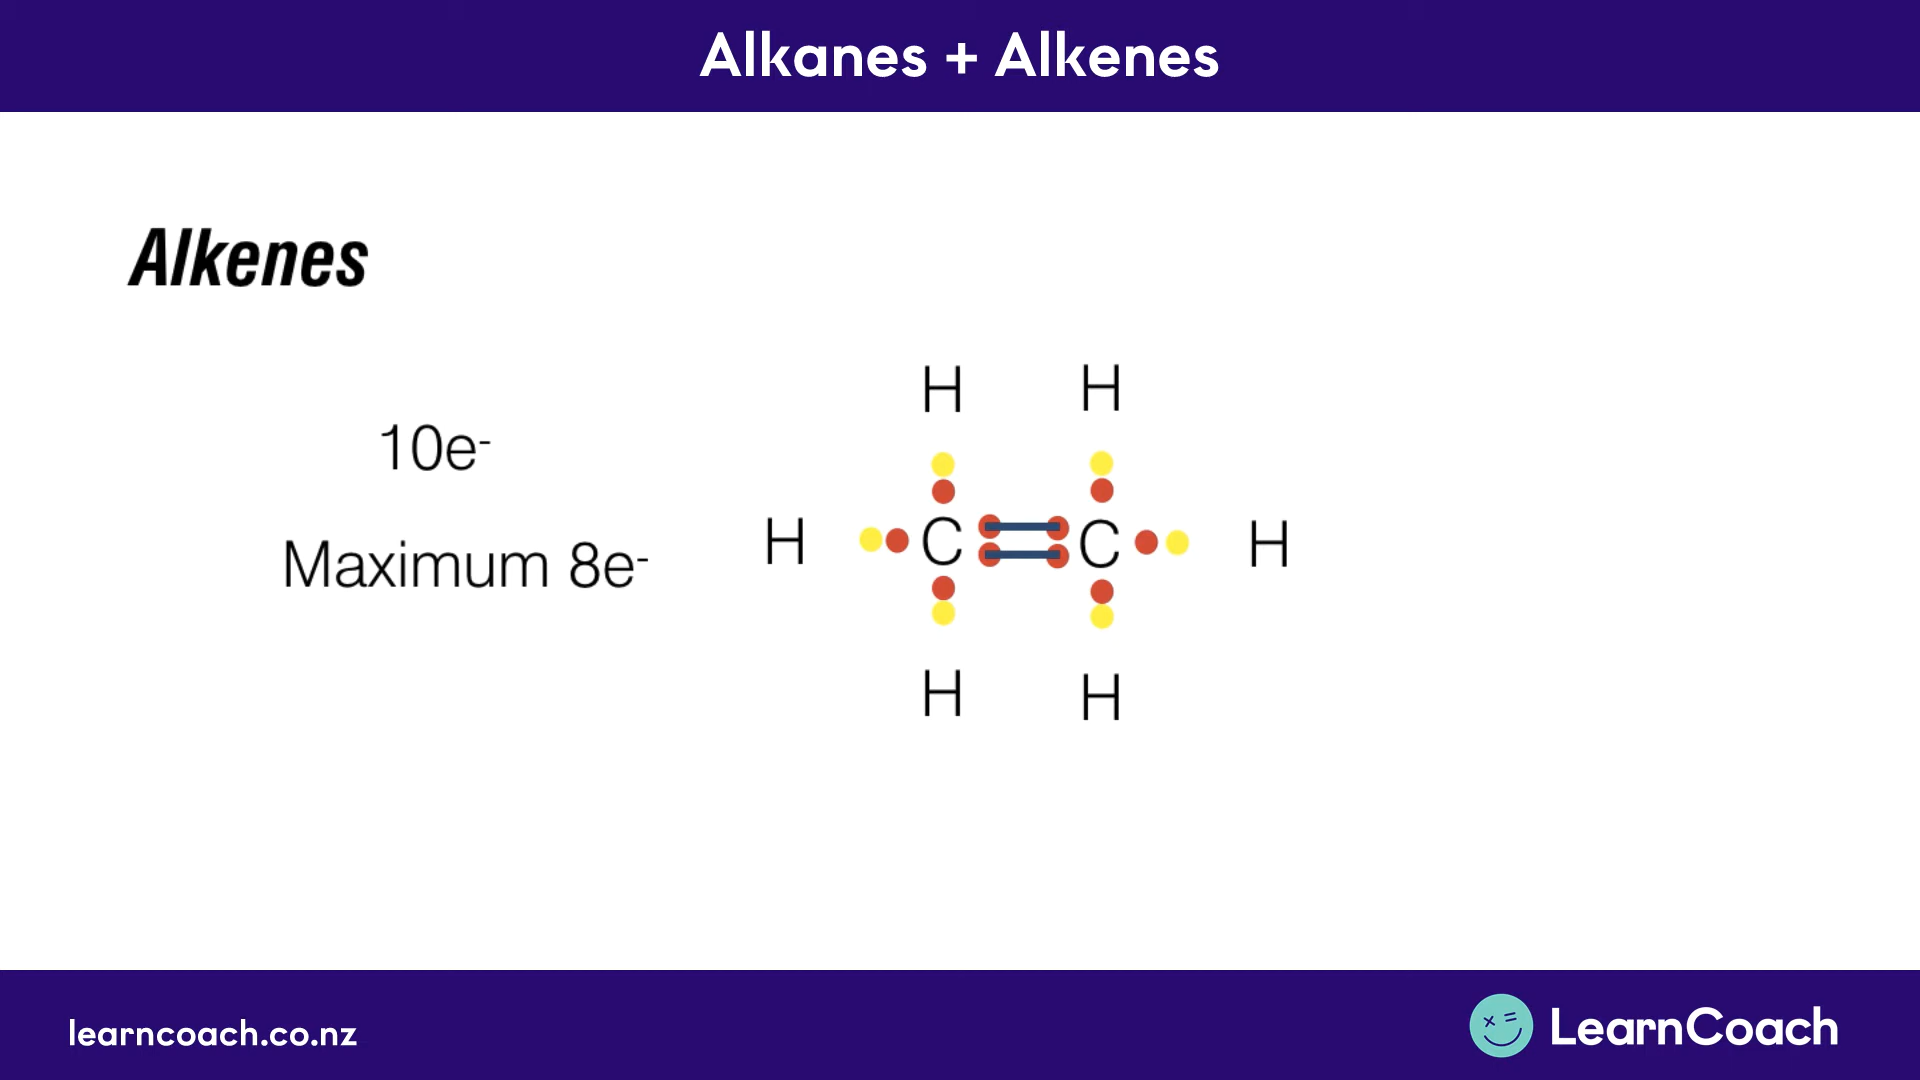 Alkanes + Alkenes
Alkenes
H H
10e-
Maximum 8e-
H C C H
H H
learncoach.co.nz
LearnCoach